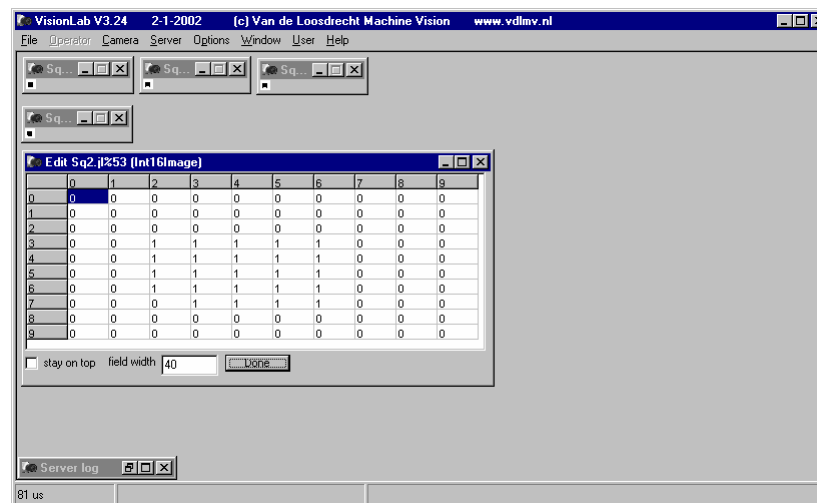 VisionLab V3.24 2-1-2002 (c) Van de Loosdrecht Machine Vision www.vdlmv.nl
File Operator Camera Server Options Window User Help
Sq... Sq... Sq...
Sq...
Edit Sq2.jl%53 (Int16Image)
0 1 2 3 4 5 6 7 8 9
0 0 0 0 0 0 0 0 0 0 0
1 0 0 0 0 0 0 0 0 0 0
2 0 0 0 0 0 0 0 0 0 0
3 0 0 1 1 1 1 1 0 0 0
4 0 0 1 1 1 1 1 0 0 0
5 0 0 1 1 1 1 1 0 0 0
6 0 0 1 1 1 1 1 0 0 0
7 0 0 0 1 1 1 1 0 0 0
8 0 0 0 0 0 0 0 0 0 0
9 0 0 0 0 0 0 0 0 0 0
stay on top field width 40 Done
Server log
81 us